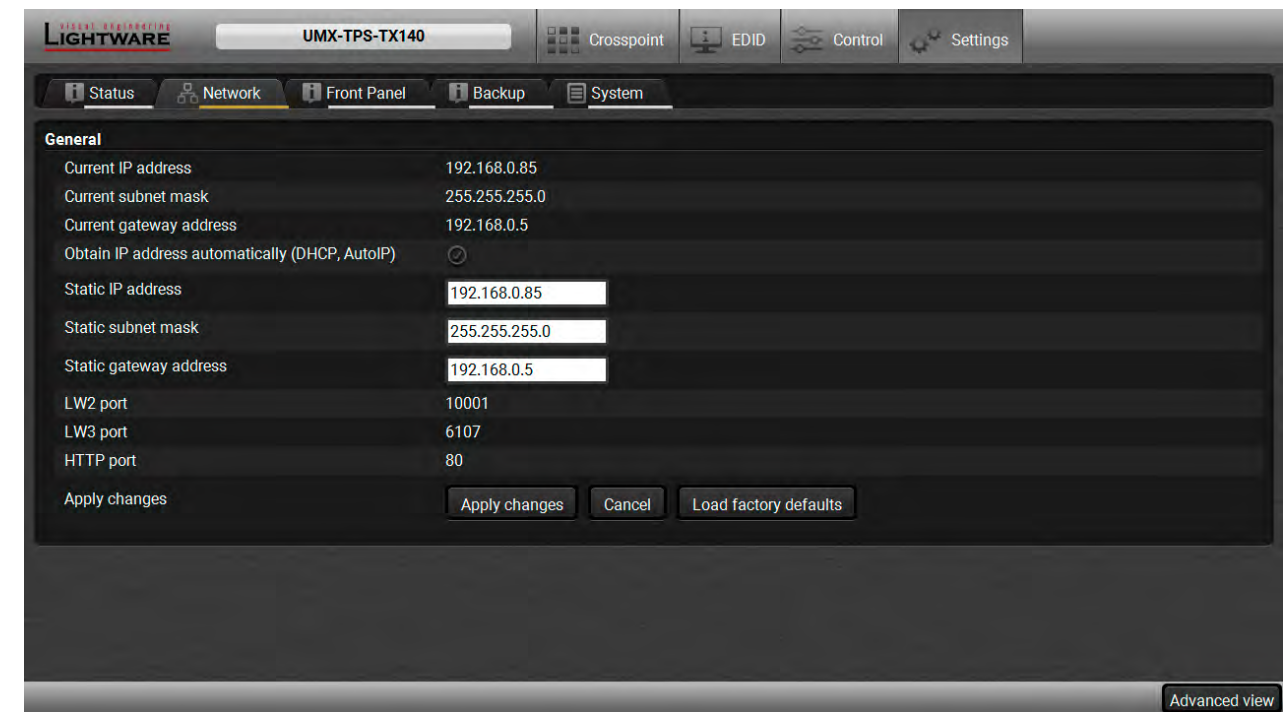 visual engineering
LIGHTWARE UMX-TPS-TX140 Crosspoint EDID Control Settings
Status Network Front Panel Backup System
General
Current IP address 192.168.0.85
Current subnet mask 255.255.255.0
Current gateway address 192.168.0.5
Obtain IP address automatically (DHCP, AutoIP)
Static IP address 192.168.0.85
Static subnet mask 255.255.255.0
Static gateway address 192.168.0.5
LW2 port 10001
LW3 port 6107
HTTP port 80
Apply changes Apply changes Cancel Load factory defaults
Advanced view